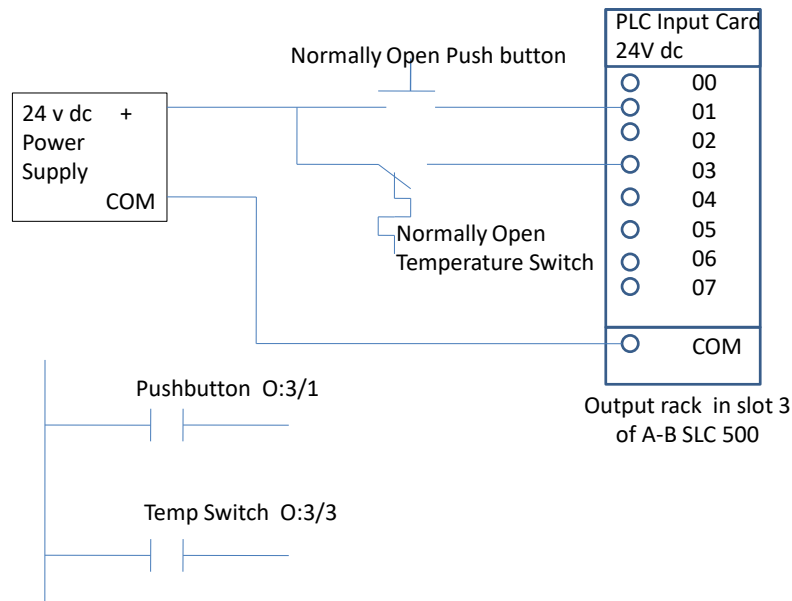 PLC Input Card
24V dc
Normally Open Push button
00
01
02
03
04
05
06
07
COM
24 v dc +
Power
Supply
COM
Normally Open
Temperature Switch
Output rack in slot 3
of A-B SLC 500
Pushbutton O:3/1
Temp Switch O:3/3